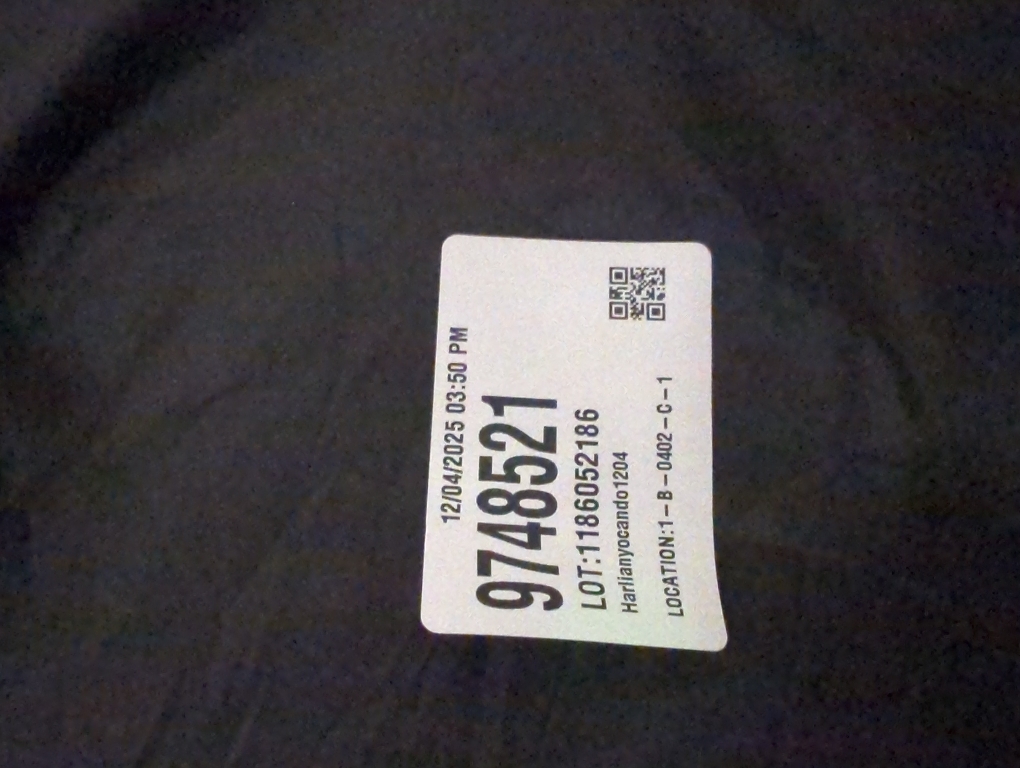 12/04/2025 03:50 PM
9748521
LOT:1186052186
Harlianyocando1204
LOCATION:1-B-0402-C-1